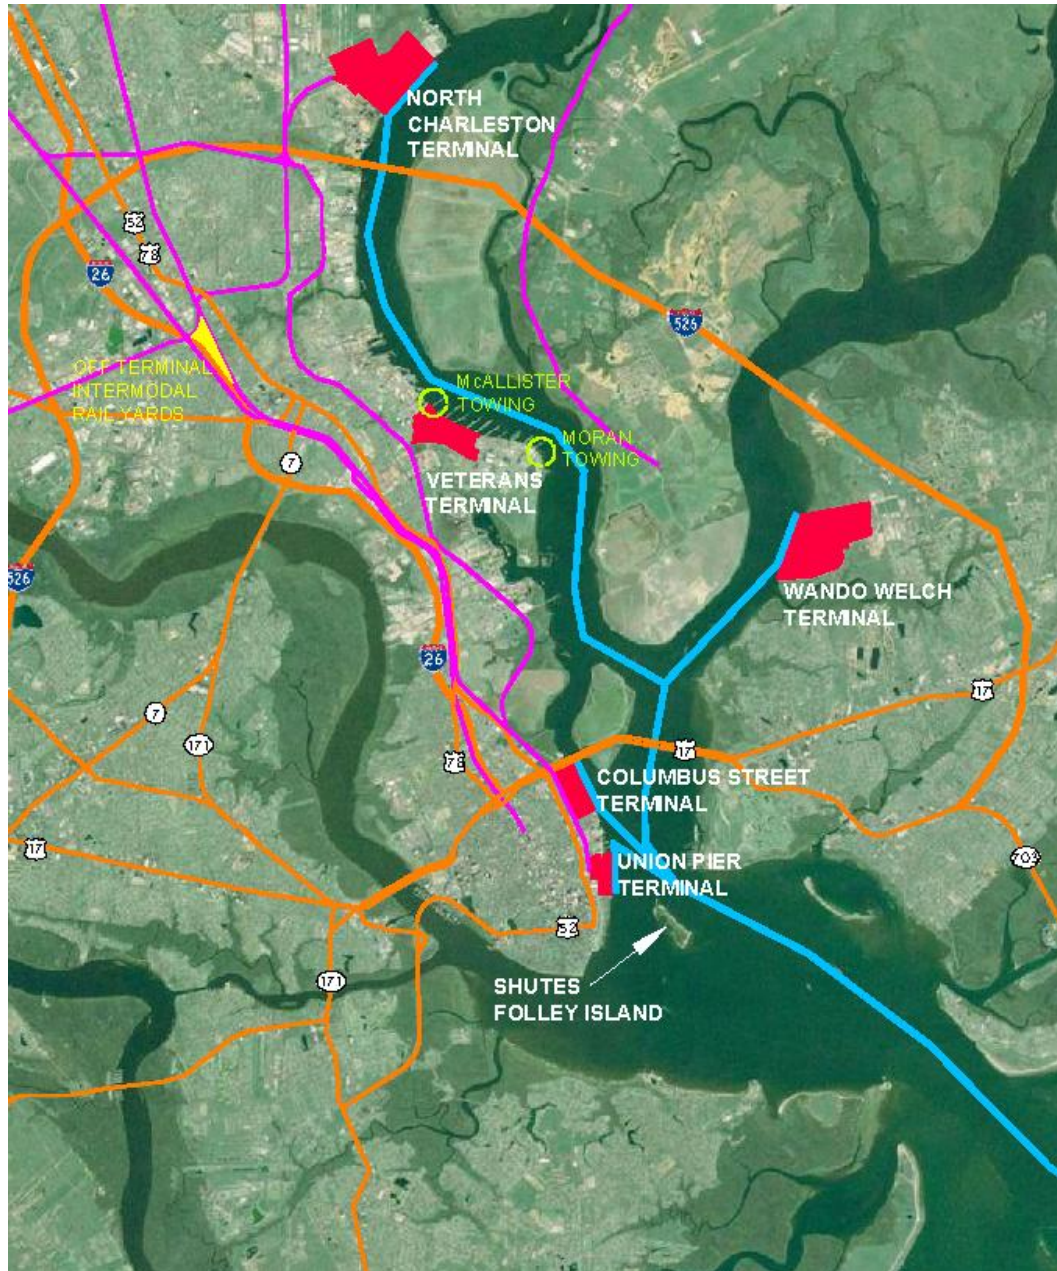 NORTH
CHARLESTON
TERMINAL
52
78
26
526
OFF TERMINAL
INTERMODAL
RAIL YARDS
McALLISTER
TOWING
MORAN
TOWING
7
VETERANS
TERMINAL
526
WANDO WELCH
TERMINAL
26
17
7
171
17
78
COLUMBUS STREET
TERMINAL
17
UNION PIER
TERMINAL
52
171
SHUTES
FOLLEY ISLAND